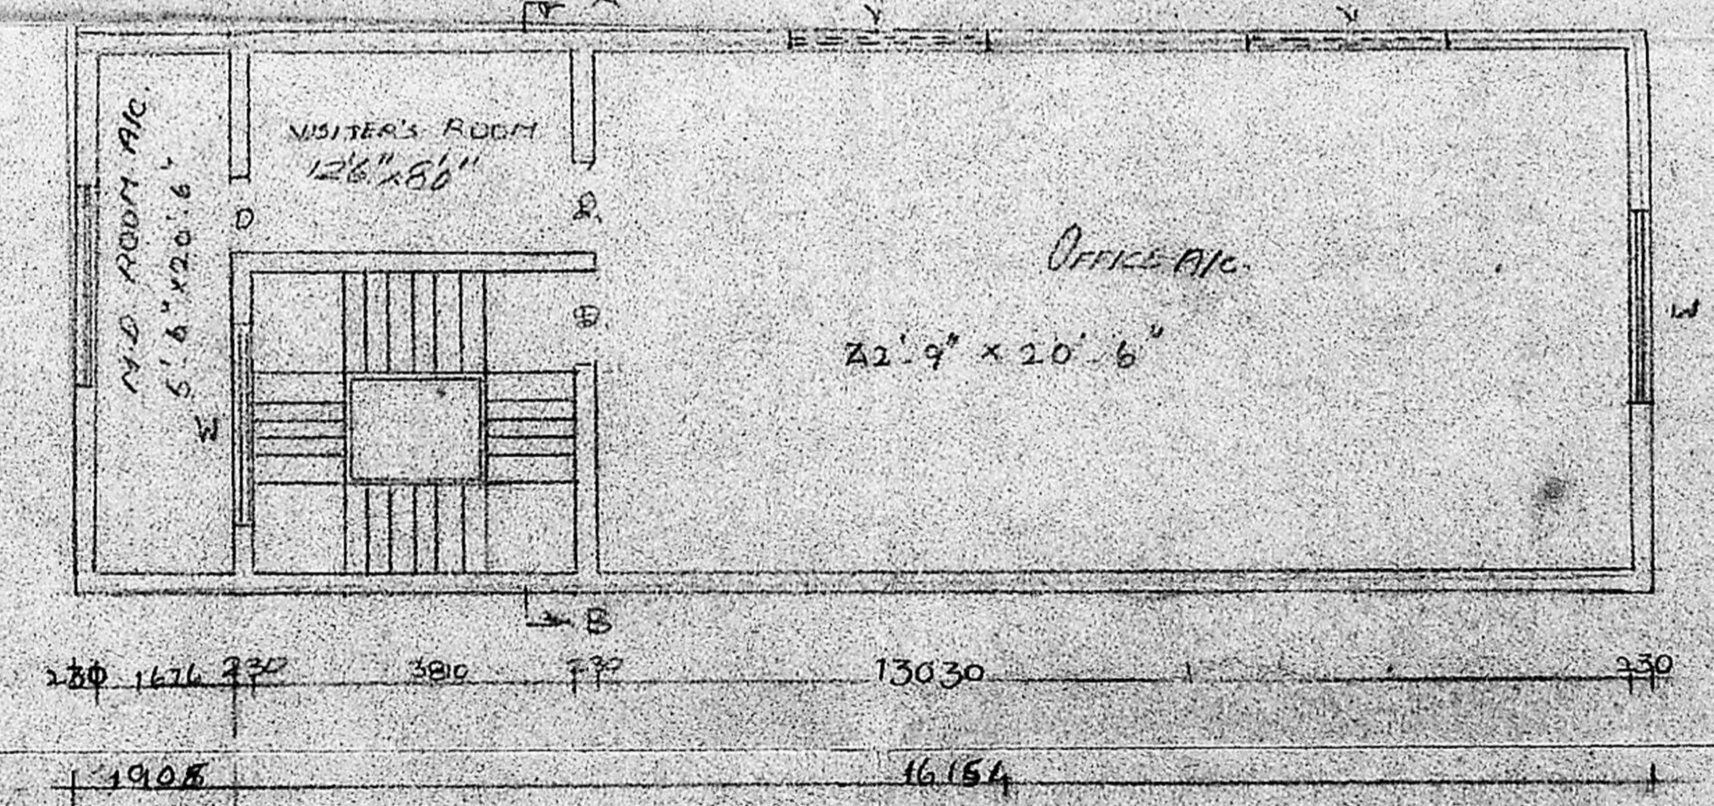 VISITER'S ROOM
12'6"x8'6"
M.D ROOM A/C.
5'.6"x20'.6'
D
D.
D.
OFFICE A/c.
42'.9" x 20'.6"
W
W
V
V
B
230 1676 230 3810 230 13030 230
1908 16154